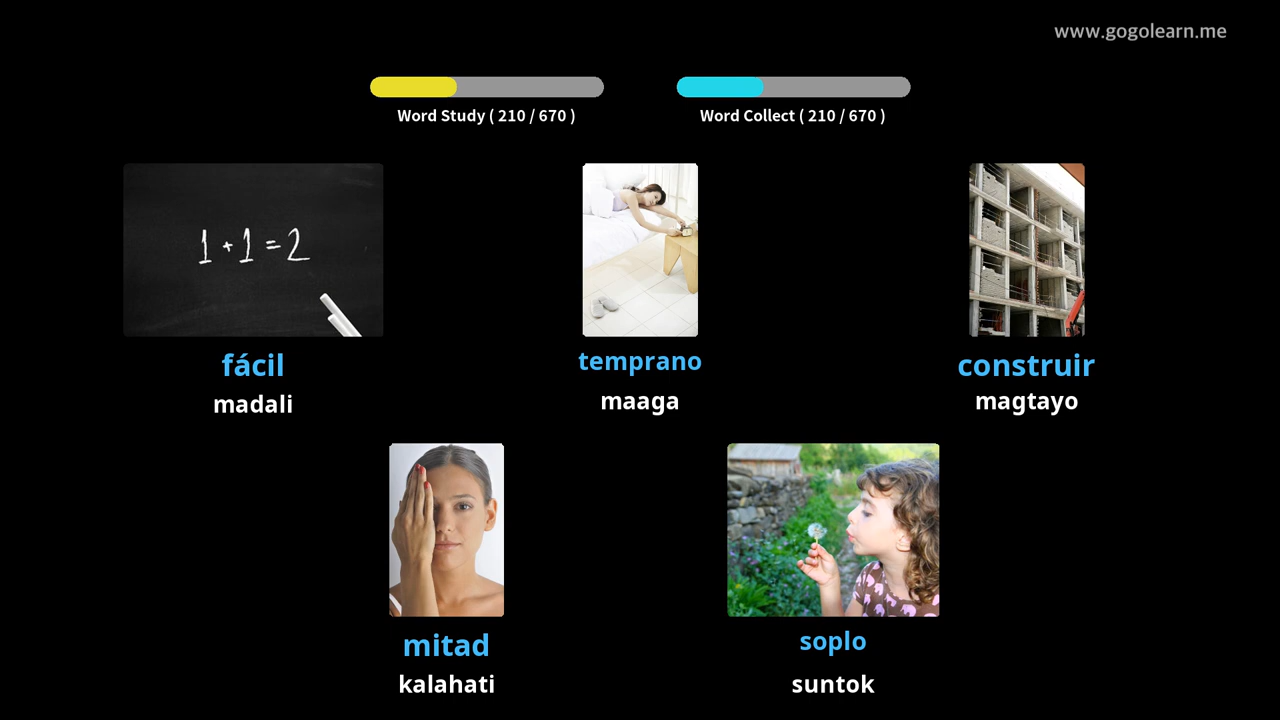 www.gogolearn.me
Word Study ( 210 / 670 )
Word Collect ( 210 / 670 )
1 + 1 = 2
fácil
madali
temprano
maaga
construir
magtayo
mitad
kalahati
soplo
suntok